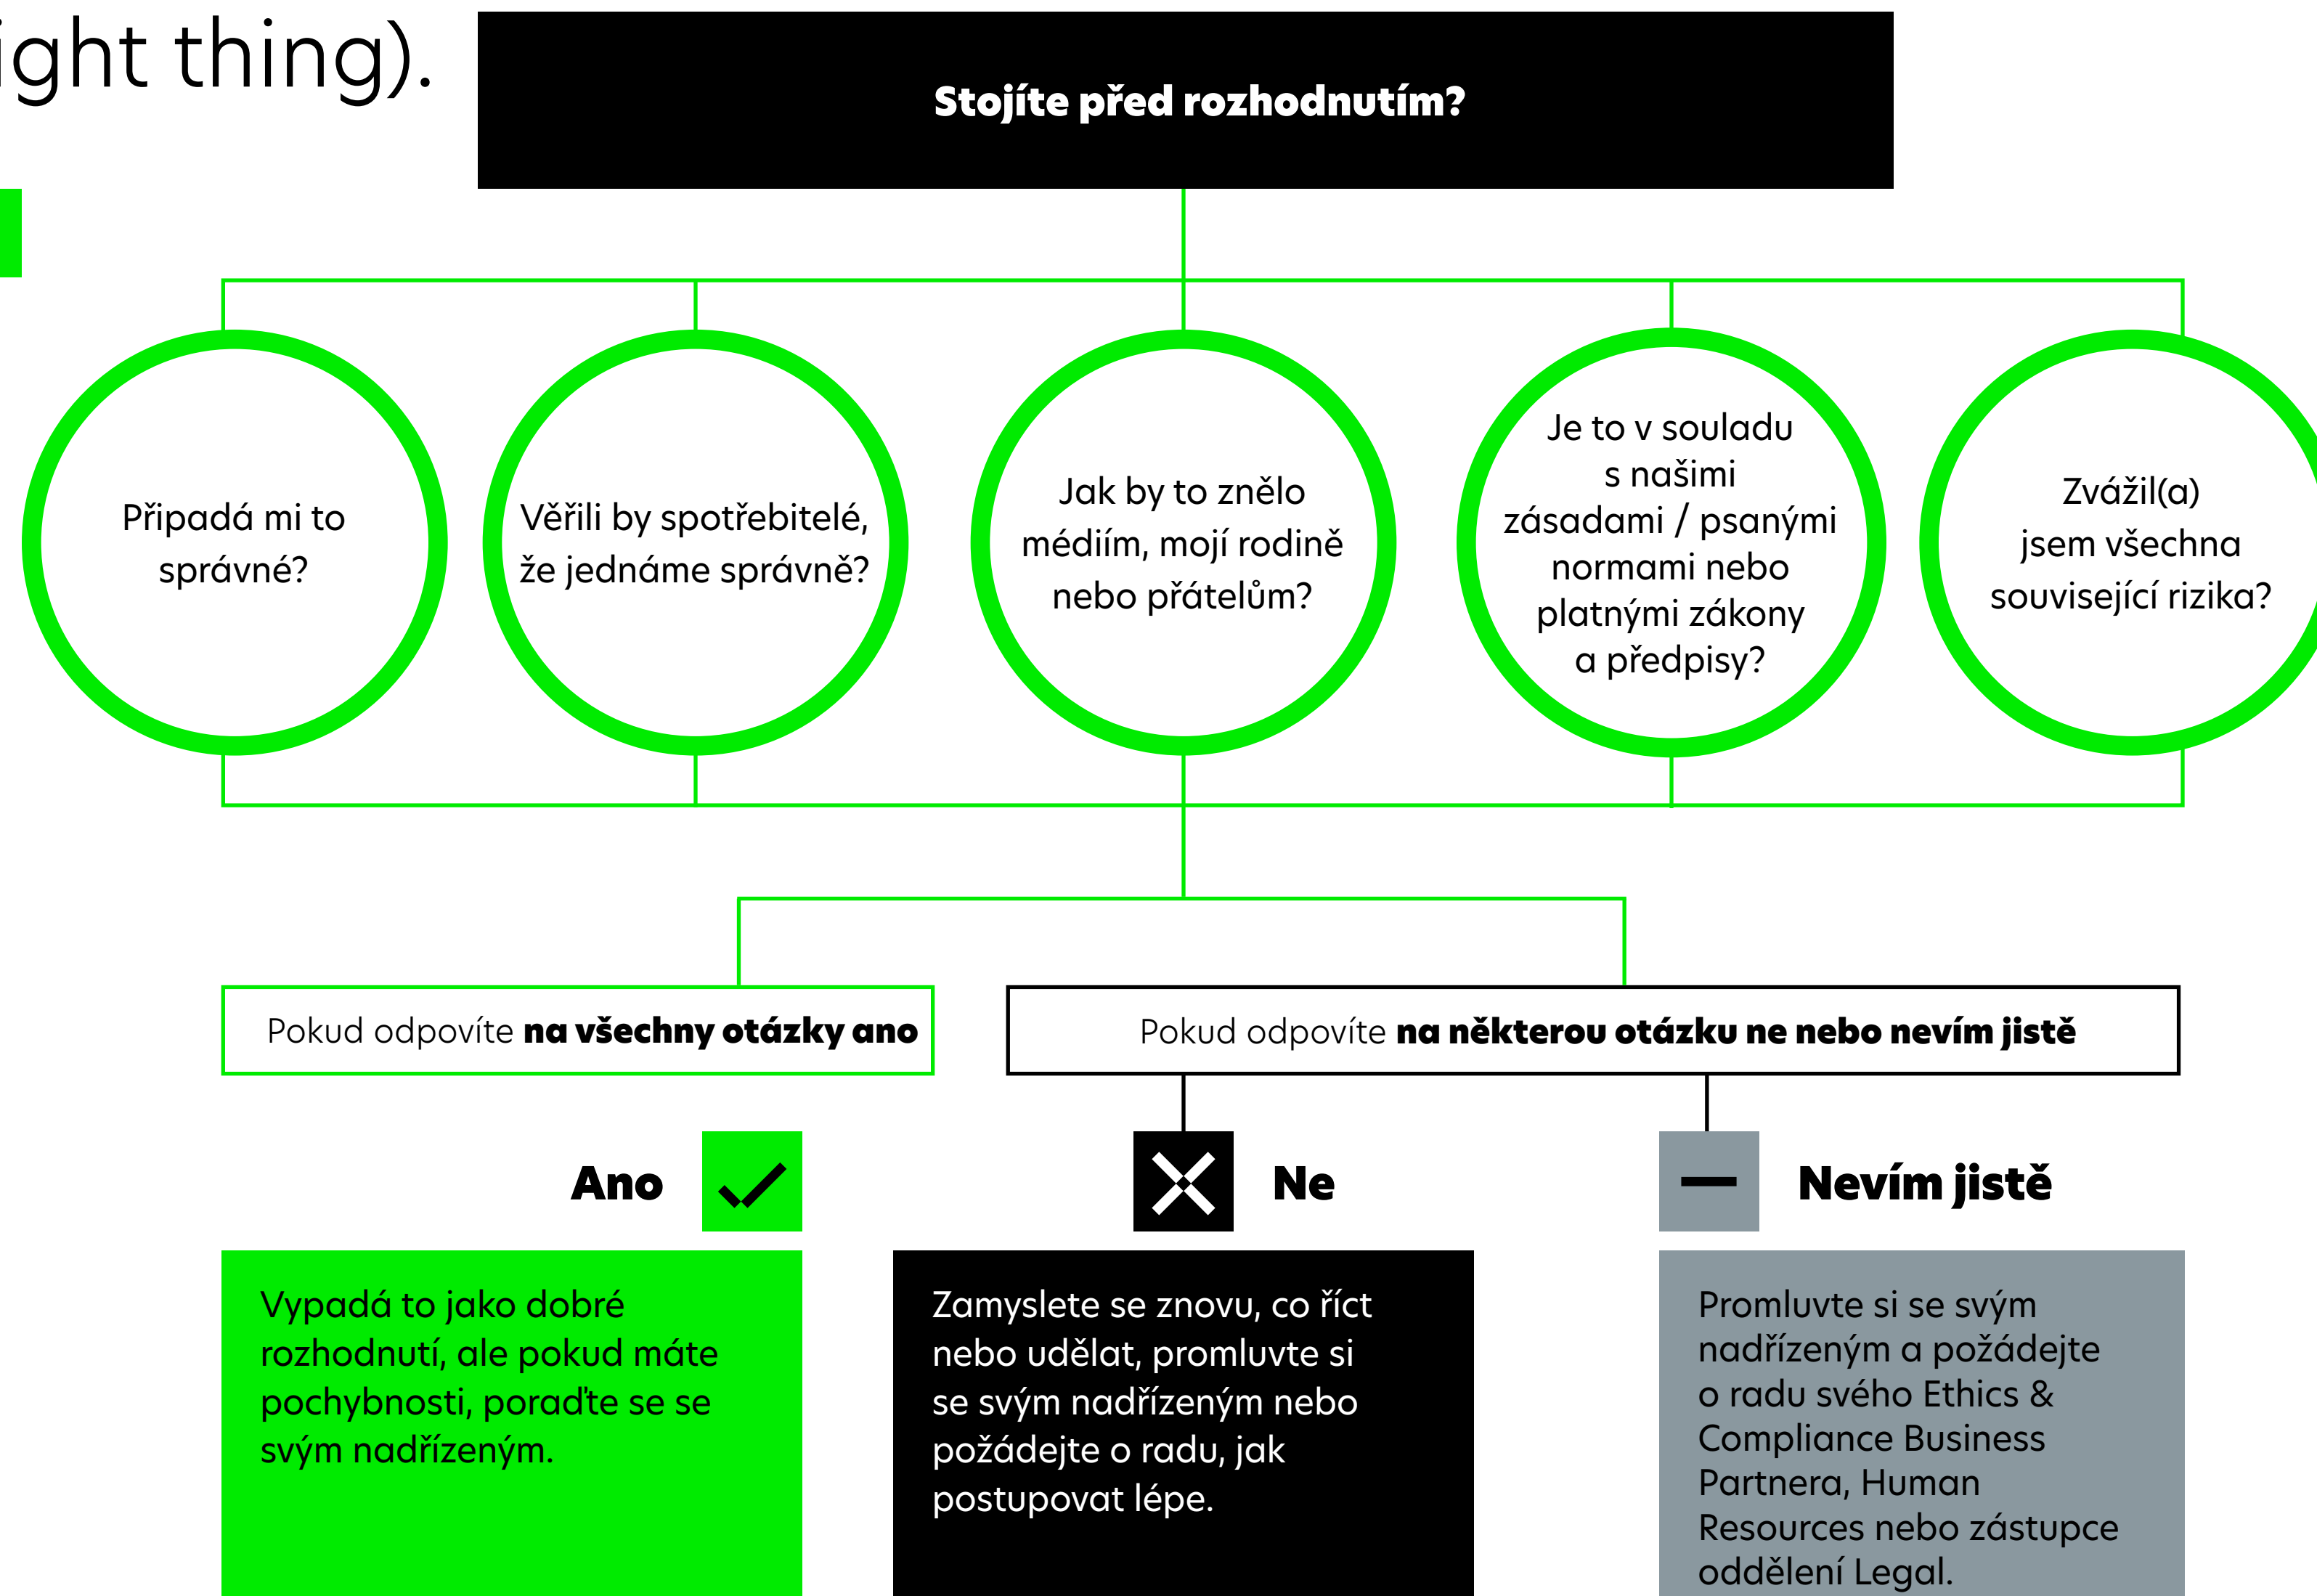 ight thing).
Stojíte před rozhodnutím?
Připadá mi to
správné?
Věřili by spotřebitelé,
že jednáme správně?
Jak by to znělo
médiím, mojí rodině
nebo přátelům?
Je to v souladu
s našimi
zásadami / psanými
normami nebo
platnými zákony
a předpisy?
Zvážil(a)
jsem všechna
související rizika?
Pokud odpovíte na všechny otázky ano
Pokud odpovíte na některou otázku ne nebo nevím jistě
Ano
Ne
Nevím jistě
Vypadá to jako dobré
rozhodnutí, ale pokud máte
pochybnosti, poraďte se se
svým nadřízeným.
Zamyslete se znovu, co říct
nebo udělat, promluvte si
se svým nadřízeným nebo
požádejte o radu, jak
postupovat lépe.
Promluvte si se svým
nadřízeným a požádejte
o radu svého Ethics &
Compliance Business
Partnera, Human
Resources nebo zástupce
oddělení Legal.